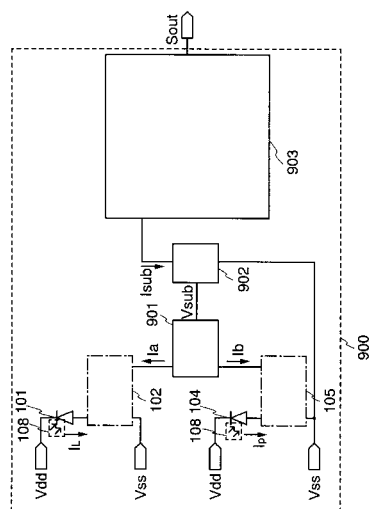 Sout
903
Isub
902
Vsub
901
Ia
Ib
900
101
108
IL
102
Vdd
Vss
104
108
Ip
105
Vdd
Vss